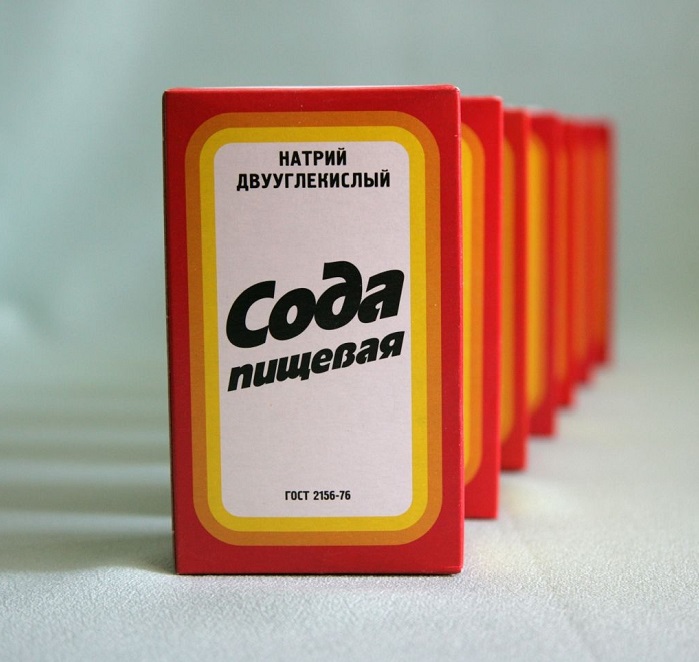 НАТРИЙ
ДВУУГЛЕКИСЛЫЙ
Сода
пищевая
ГОСТ 2156-76